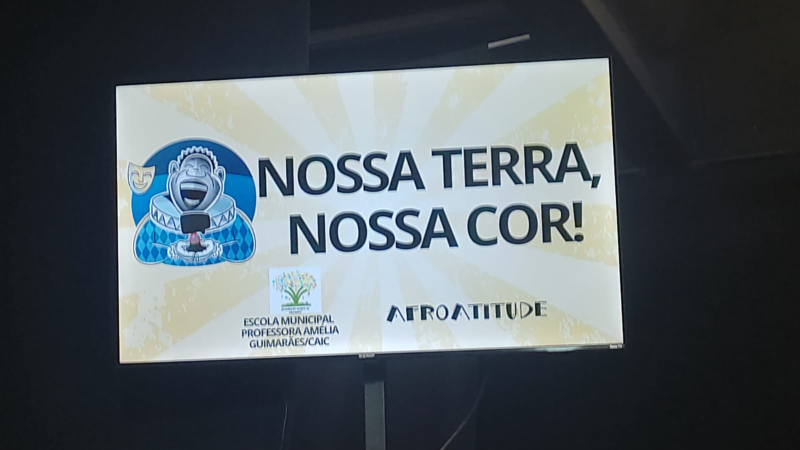 NOSSA TERRA,
NOSSA COR!
ESCOLA MUNICIPAL
PROFESSORA AMÉLIA
GUIMARÃES/CAIC
AFROATITUDE